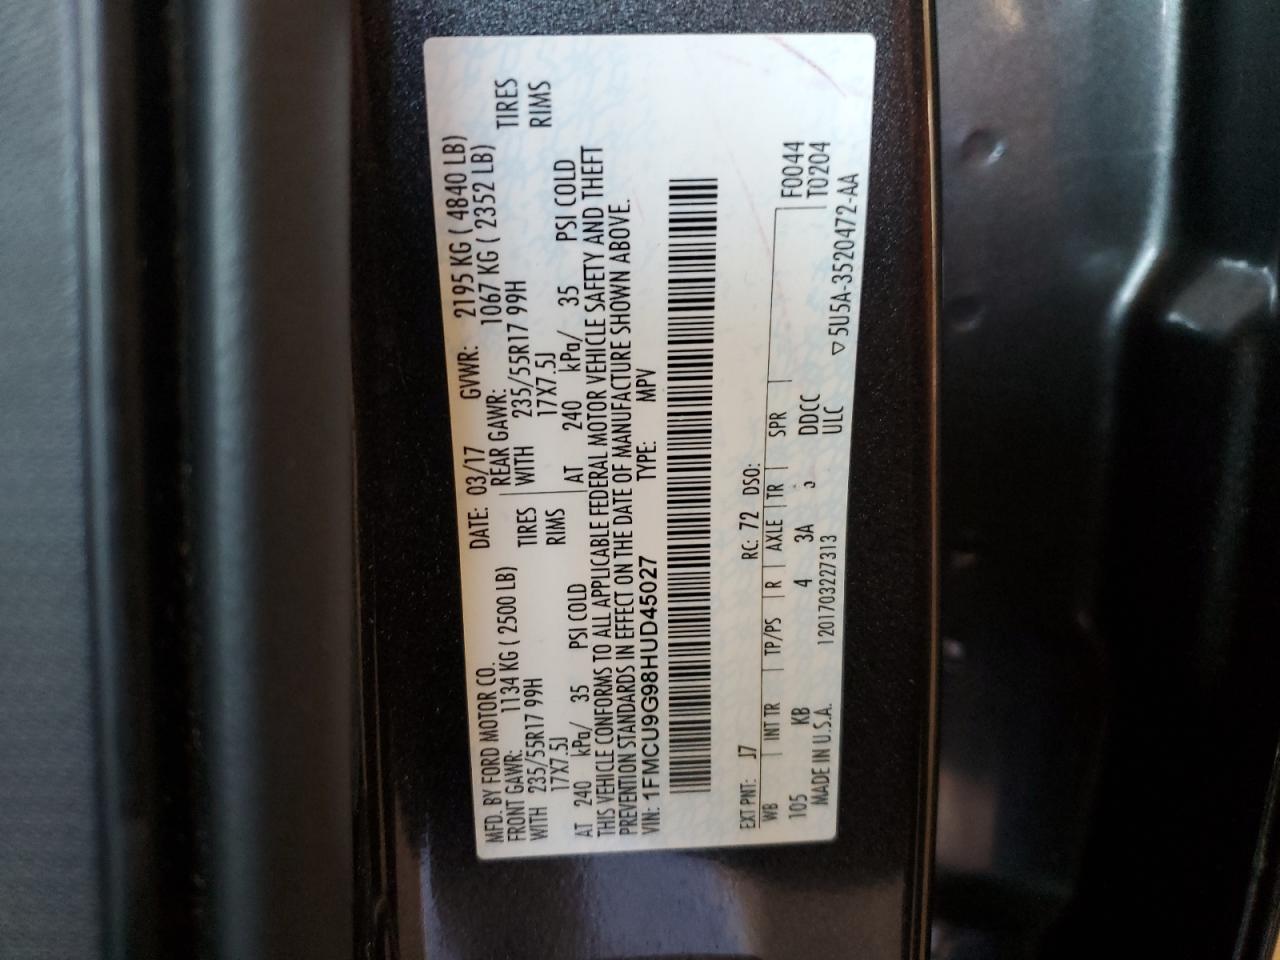 MFD. BY FORD MOTOR CO. DATE: 03/17 GVWR: 2195 KG ( 4840 LB)
FRONT GAWR: 1134 KG ( 2500 LB) REAR GAWR: 1067 KG ( 2352 LB)
WITH 235/55R17 99H TIRES WITH 235/55R17 99H TIRES
17X7.5J RIMS 17X7.5J RIMS
AT 240 kPa/ 35 PSI COLD AT 240 kPa/ 35 PSI COLD
THIS VEHICLE CONFORMS TO ALL APPLICABLE FEDERAL MOTOR VEHICLE SAFETY AND THEFT
PREVENTION STANDARDS IN EFFECT ON THE DATE OF MANUFACTURE SHOWN ABOVE.
VIN: 1FMCU9G98HUD45027 TYPE: MPV
EXT PNT: J7 RC: 72 DSO:
WB INT TR TP/PS R AXLE TR SPR F0044
105 KB 4 3A DDCC T0204
MADE IN U.S.A. 1201703227313 ULC
▽5U5A-3520472-AA